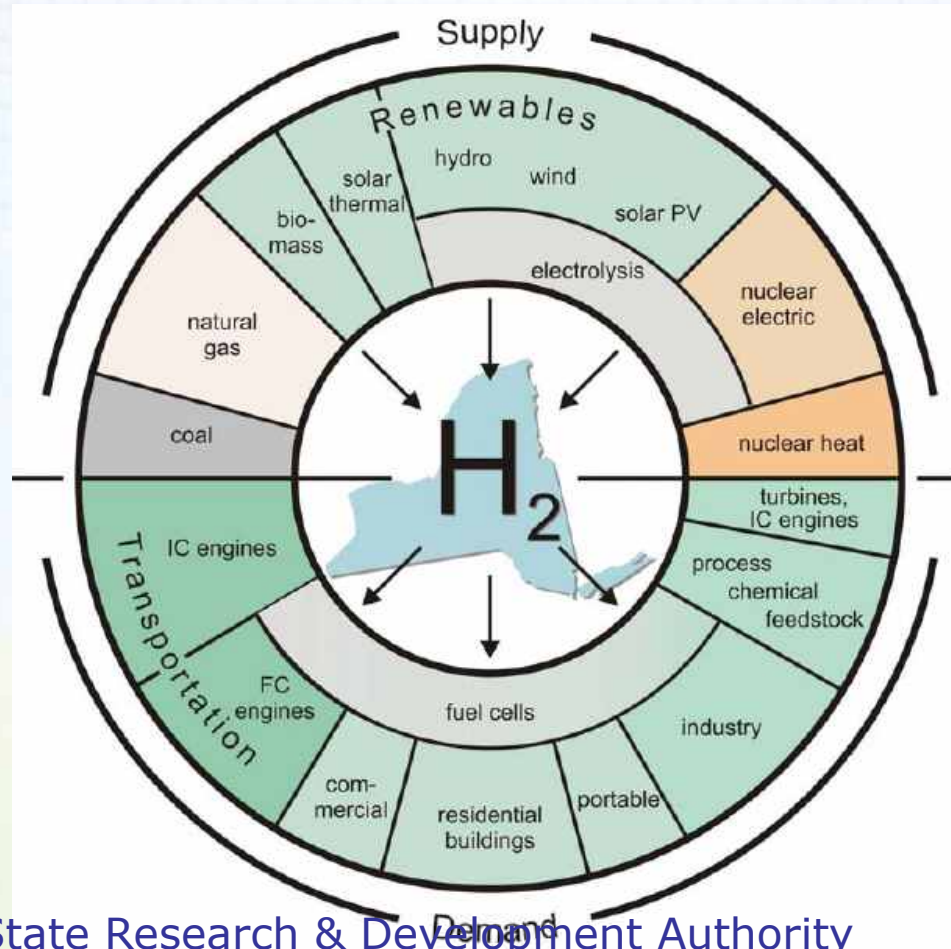 Supply
Renewables
hydro
wind
solar PV
solar
thermal
bio-
mass
electrolysis
natural
gas
nuclear
electric
coal
nuclear heat
H2
IC engines
turbines,
IC engines
process
chemical
feedstock
Transportation
FC
engines
fuel cells
industry
com-
mercial
residential
buildings
portable
Demand
State Research & Development Authority